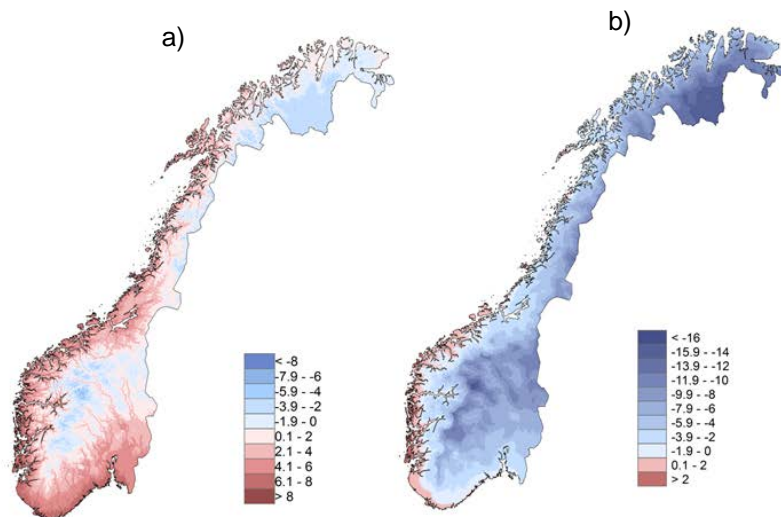 a)
b)
< -8
-7.9 - -6
-5.9 - -4
-3.9 - -2
-1.9 - 0
0.1 - 2
2.1 - 4
4.1 - 6
6.1 - 8
> 8
< -16
-15.9 - -14
-13.9 - -12
-11.9 - -10
-9.9 - -8
-7.9 - -6
-5.9 - -4
-3.9 - -2
-1.9 - 0
0.1 - 2
> 2